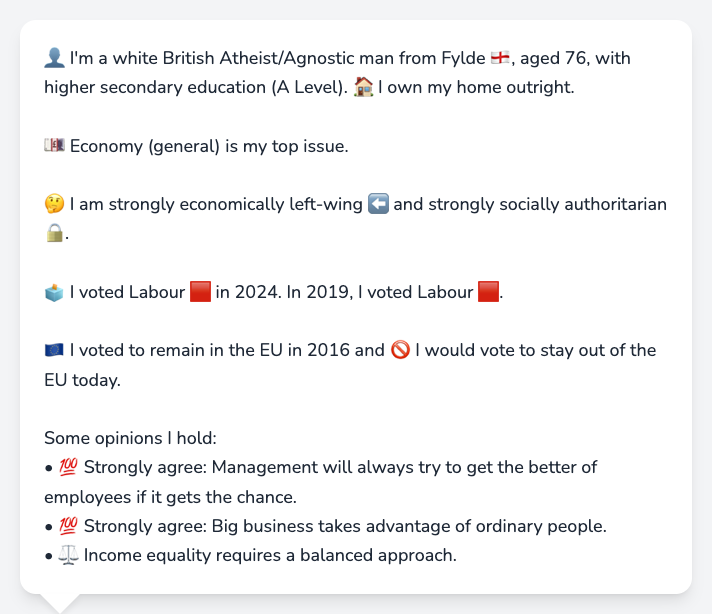 👤 I'm a white British Atheist/Agnostic man from Fylde 🏴󠁧󠁢󠁥󠁮󠁧󠁿, aged 76, with
higher secondary education (A Level). 🏠 I own my home outright.
💷 Economy (general) is my top issue.
🤔 I am strongly economically left-wing ⬅️ and strongly socially authoritarian
🔒.
🗳️ I voted Labour 🟥 in 2024. In 2019, I voted Labour 🟥.
🇪🇺 I voted to remain in the EU in 2016 and 🚫 I would vote to stay out of the
EU today.
Some opinions I hold:
• 💯 Strongly agree: Management will always try to get the better of
employees if it gets the chance.
• 💯 Strongly agree: Big business takes advantage of ordinary people.
• ⚖️ Income equality requires a balanced approach.